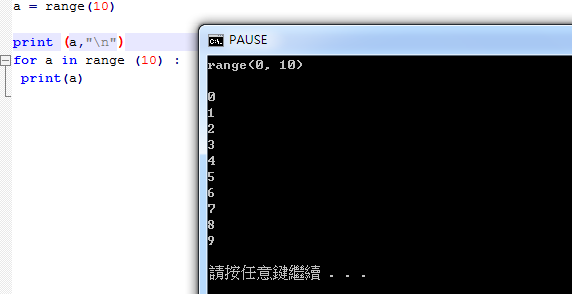 a = range(10)
print (a,"\n")
for a in range (10) :
print(a)
PAUSE
range(0, 10)
0
1
2
3
4
5
6
7
8
9
請按任意鍵繼續 . . .